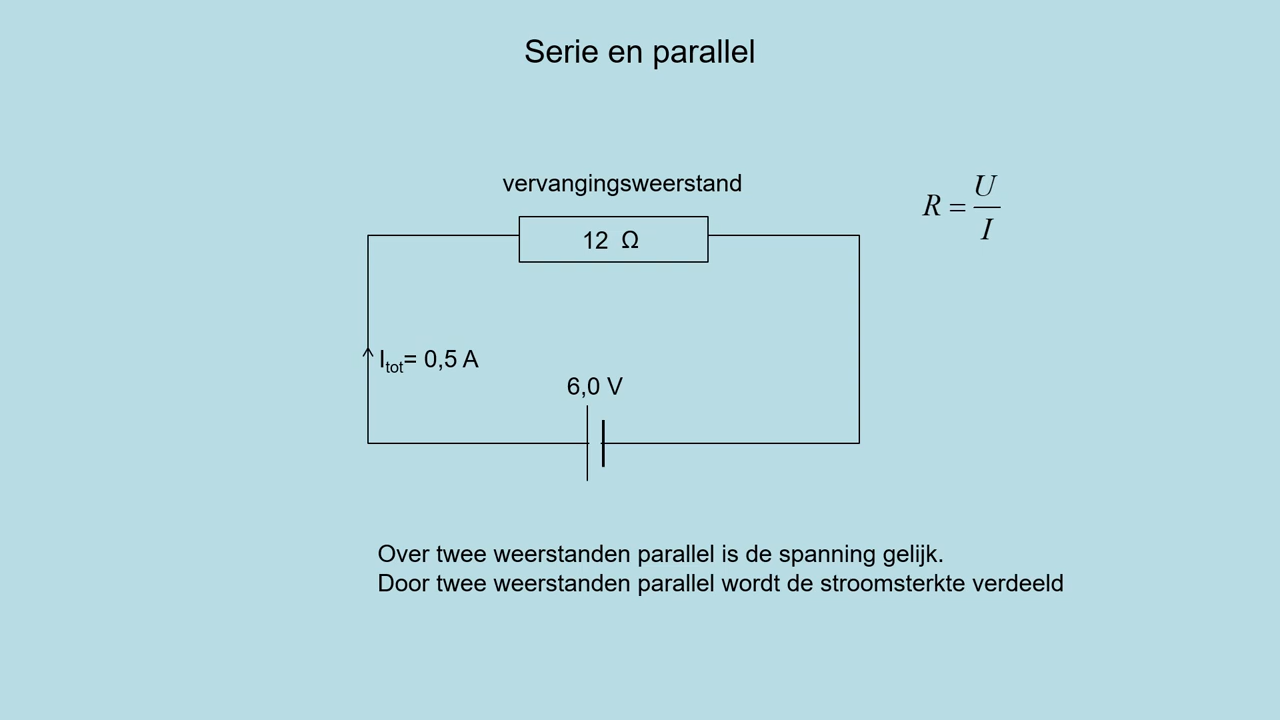 Serie en parallel
vervangingsweerstand
R = U/I
12 Ω
Itot= 0,5 A
6,0 V
Over twee weerstanden parallel is de spanning gelijk.
Door twee weerstanden parallel wordt de stroomsterkte verdeeld